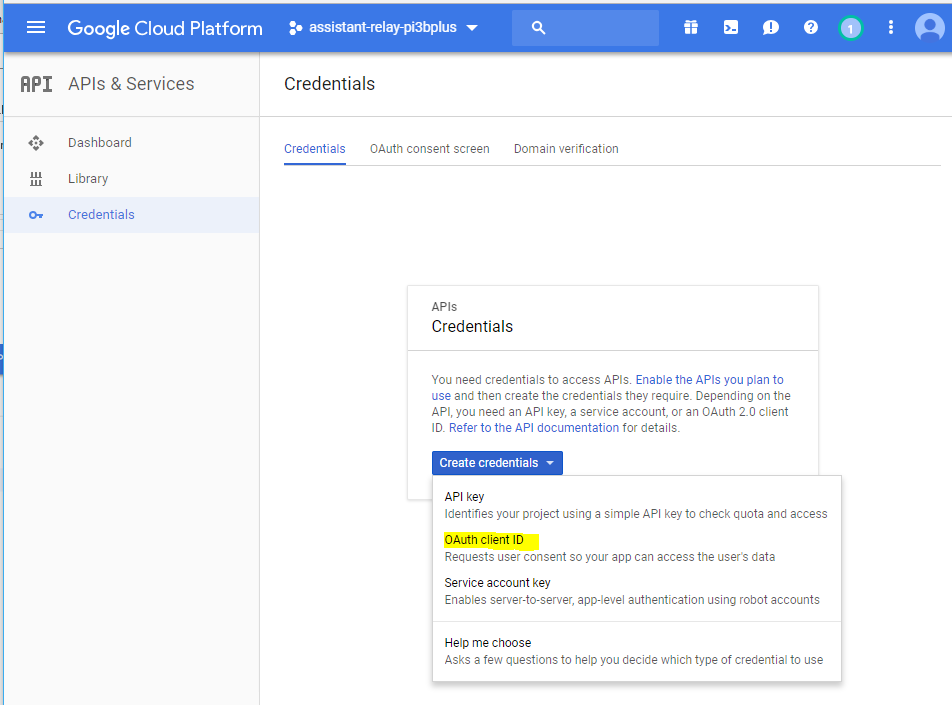 Google Cloud Platform
assistant-relay-pi3bplus
1
API APIs & Services
Credentials
Dashboard
Library
Credentials
Credentials OAuth consent screen Domain verification
APIs
Credentials
You need credentials to access APIs. Enable the APIs you plan to
use and then create the credentials they require. Depending on the
API, you need an API key, a service account, or an OAuth 2.0 client
ID. Refer to the API documentation for details.
Create credentials
API key
Identifies your project using a simple API key to check quota and access
OAuth client ID
Requests user consent so your app can access the user's data
Service account key
Enables server-to-server, app-level authentication using robot accounts
Help me choose
Asks a few questions to help you decide which type of credential to use